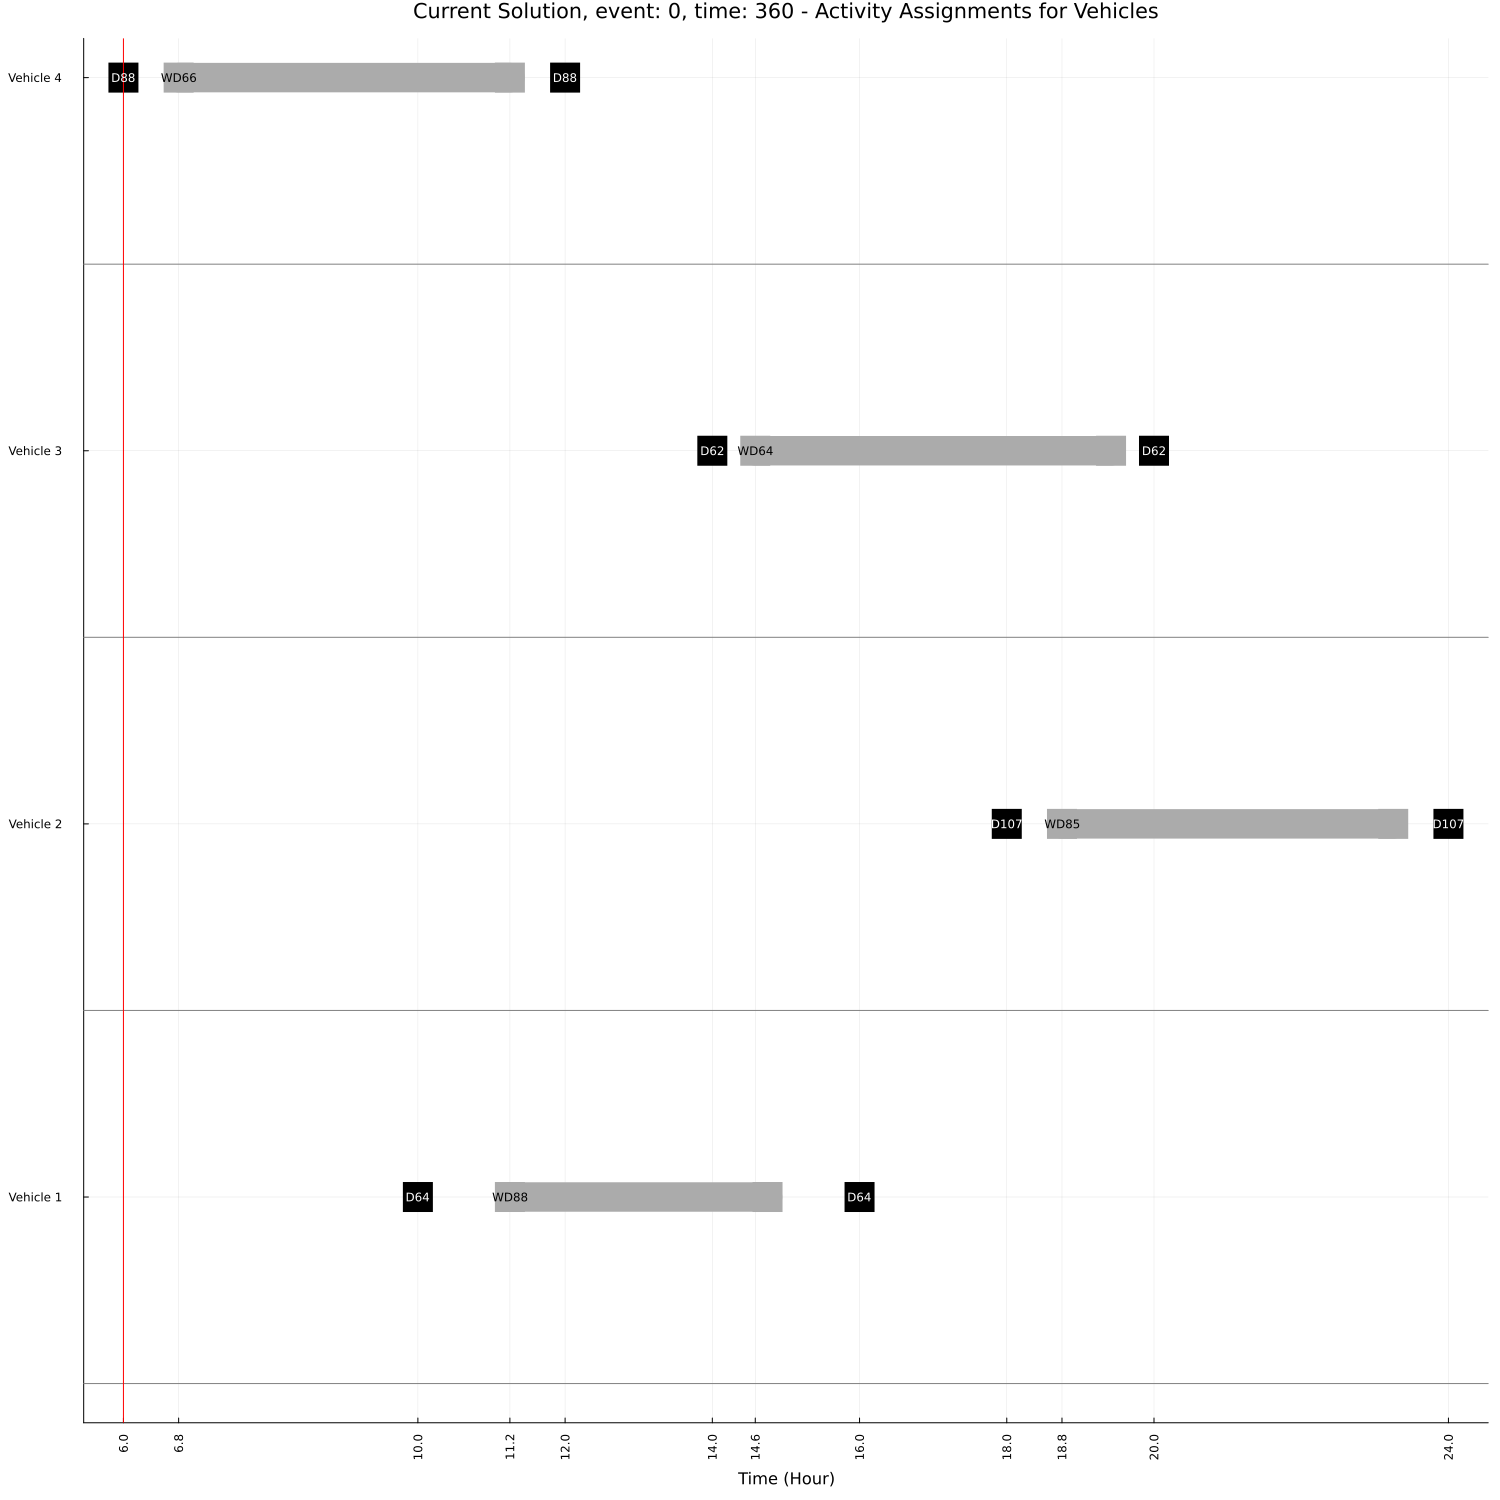 Current Solution, event: 0, time: 360 - Activity Assignments for Vehicles
Vehicle 4
D88
WD66
D88
Vehicle 3
D62
WD64
D62
Vehicle 2
D107
WD85
D107
Vehicle 1
D64
WD88
D64
6.0
6.8
10.0
11.2
12.0
14.0
14.6
16.0
18.0
18.8
20.0
24.0
Time (Hour)